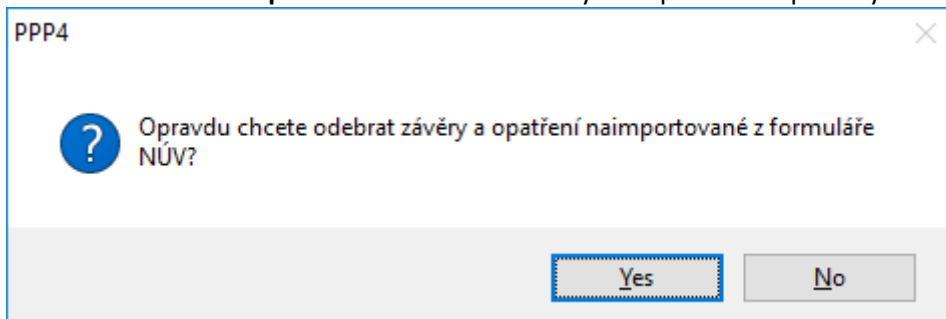 PPP4
Opravdu chcete odebrat závěry a opatření naimportované z formuláře
NÚV?
Yes
No